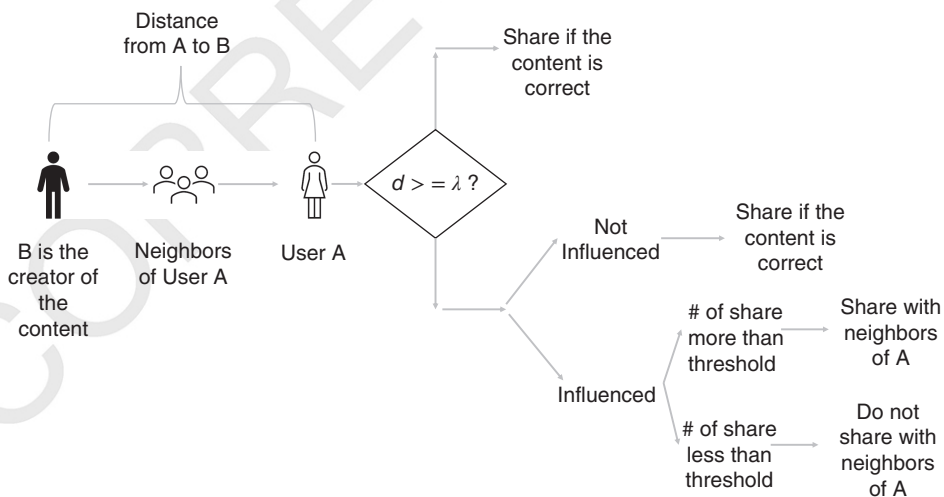 Distance
from A to B
Share if the
content is
correct
d > = λ ?
B is the
creator of
the
content
Neighbors
of User A
User A
Not
Influenced
Share if the
content is
correct
Influenced
# of share
more than
threshold
Share with
neighbors
of A
# of share
less than
threshold
Do not
share with
neighbors
of A